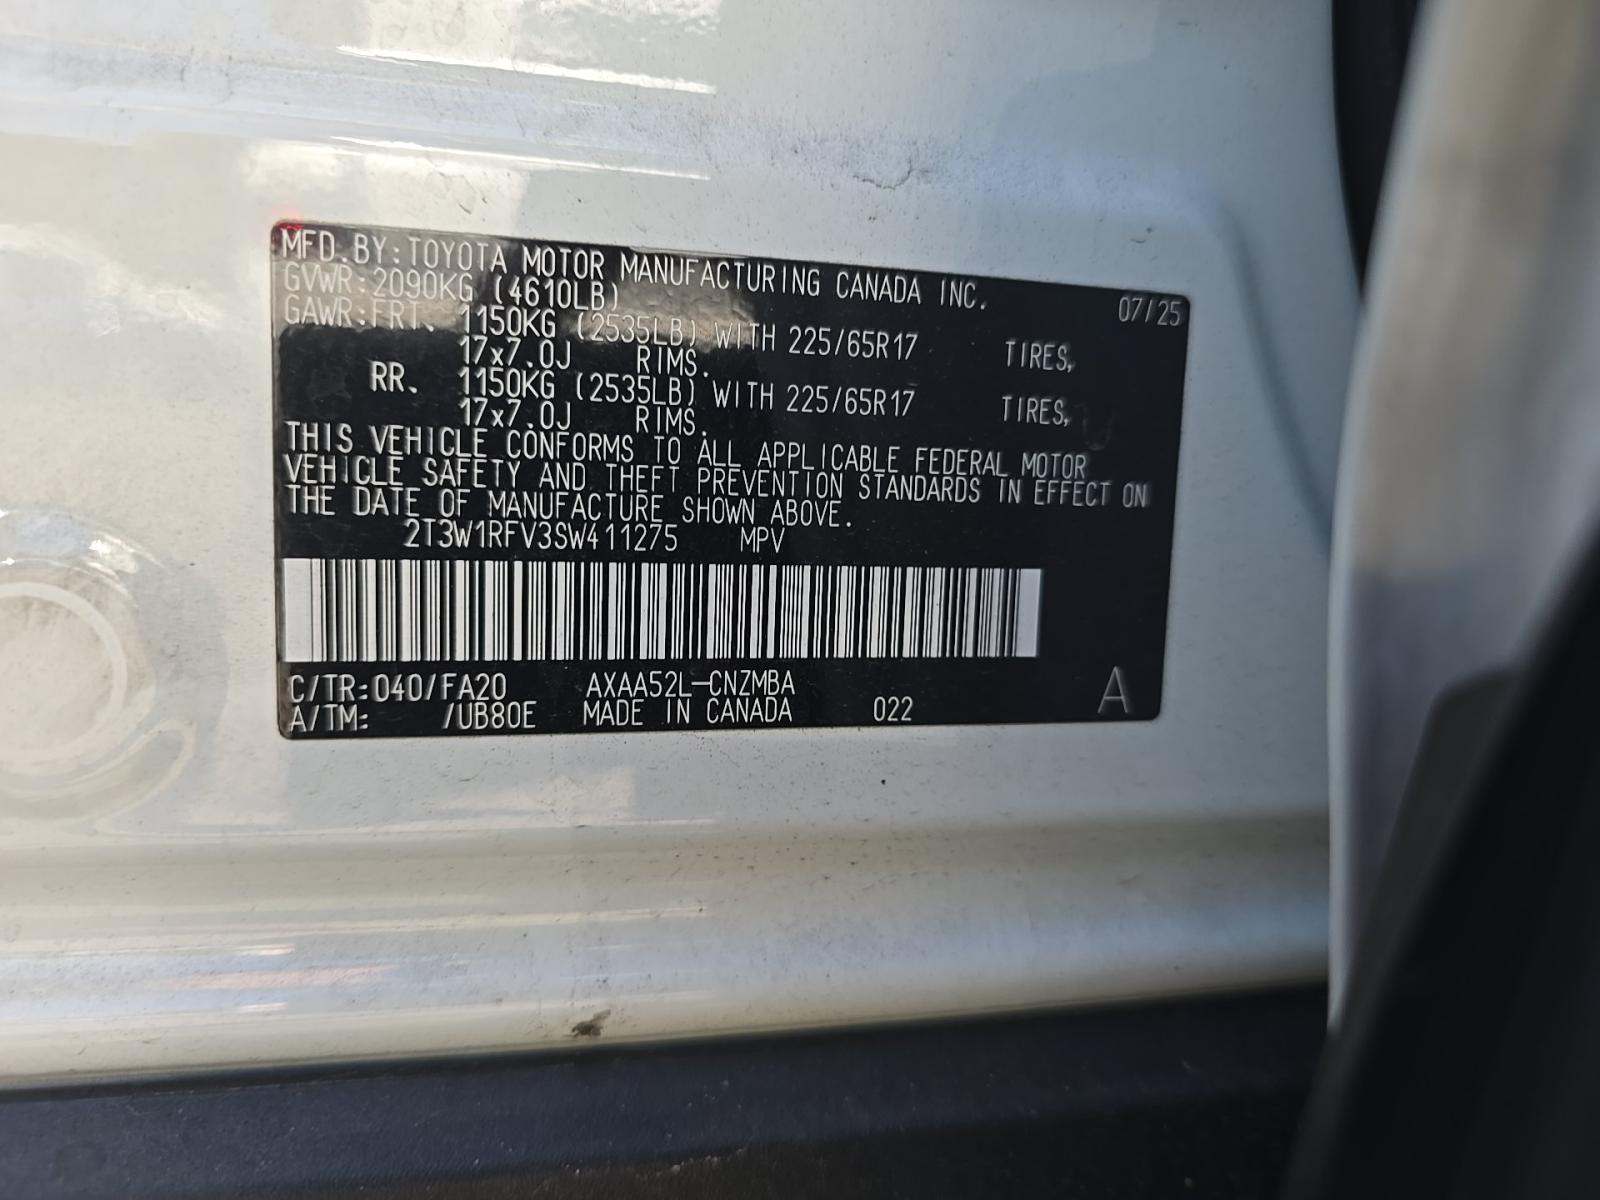 MFD.BY:TOYOTA MOTOR MANUFACTURING CANADA INC. 07/25
GVWR:2090KG (4610LB)
GAWR:FRT. 1150KG (2535LB) WITH 225/65R17 TIRES,
17x7.0J RIMS.
RR. 1150KG (2535LB) WITH 225/65R17 TIRES,
17x7.0J RIMS.
THIS VEHICLE CONFORMS TO ALL APPLICABLE FEDERAL MOTOR
VEHICLE SAFETY AND THEFT PREVENTION STANDARDS IN EFFECT ON
THE DATE OF MANUFACTURE SHOWN ABOVE.
2T3W1RFV3SW411275 MPV
C/TR:040/FA20 AXAA52L-CNZMBA
A/TM: /UB80E MADE IN CANADA 022 A